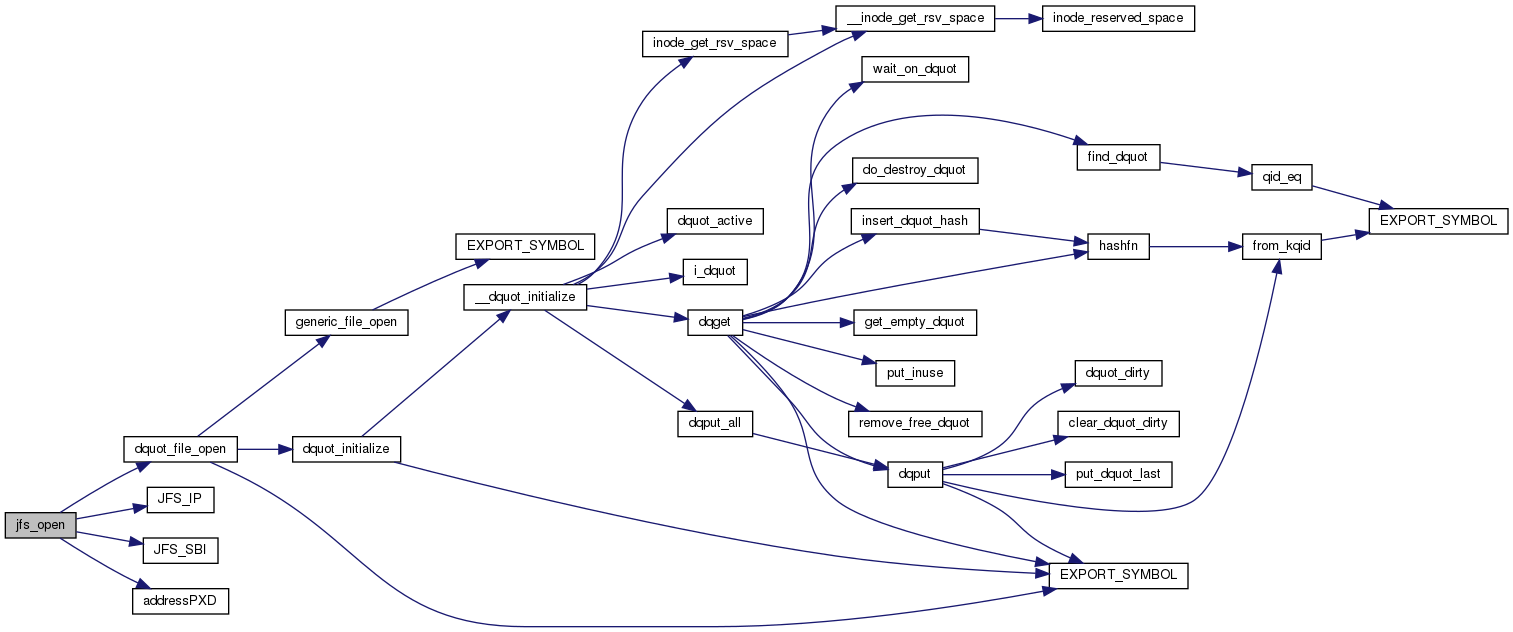 __inode_get_rsv_space
inode_reserved_space
inode_get_rsv_space
wait_on_dquot
find_dquot
do_destroy_dquot
qid_eq
dquot_active
insert_dquot_hash
EXPORT_SYMBOL
EXPORT_SYMBOL
hashfn
from_kqid
i_dquot
__dquot_initialize
generic_file_open
dqget
get_empty_dquot
put_inuse
dquot_dirty
dqput_all
remove_free_dquot
clear_dquot_dirty
dquot_file_open
dquot_initialize
dqput
put_dquot_last
JFS_IP
jfs_open
JFS_SBI
EXPORT_SYMBOL
addressPXD